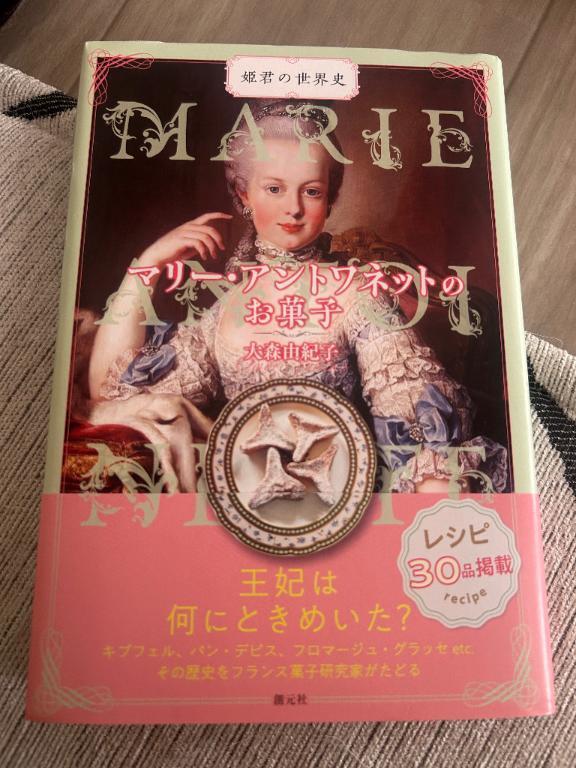 姫君の世界史
MARIE
ANTOI
NETTE
マリー・アントワネットの
お菓子
大森由紀子
レシピ
30品掲載
recipe
王妃は
何にときめいた?
キプフェル、パン・デピス、フロマージュ・グラッセ etc.
その歴史をフランス菓子研究家がたどる
創元社